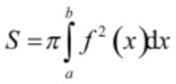 S = π∫ₐᵇ f² (x)dx